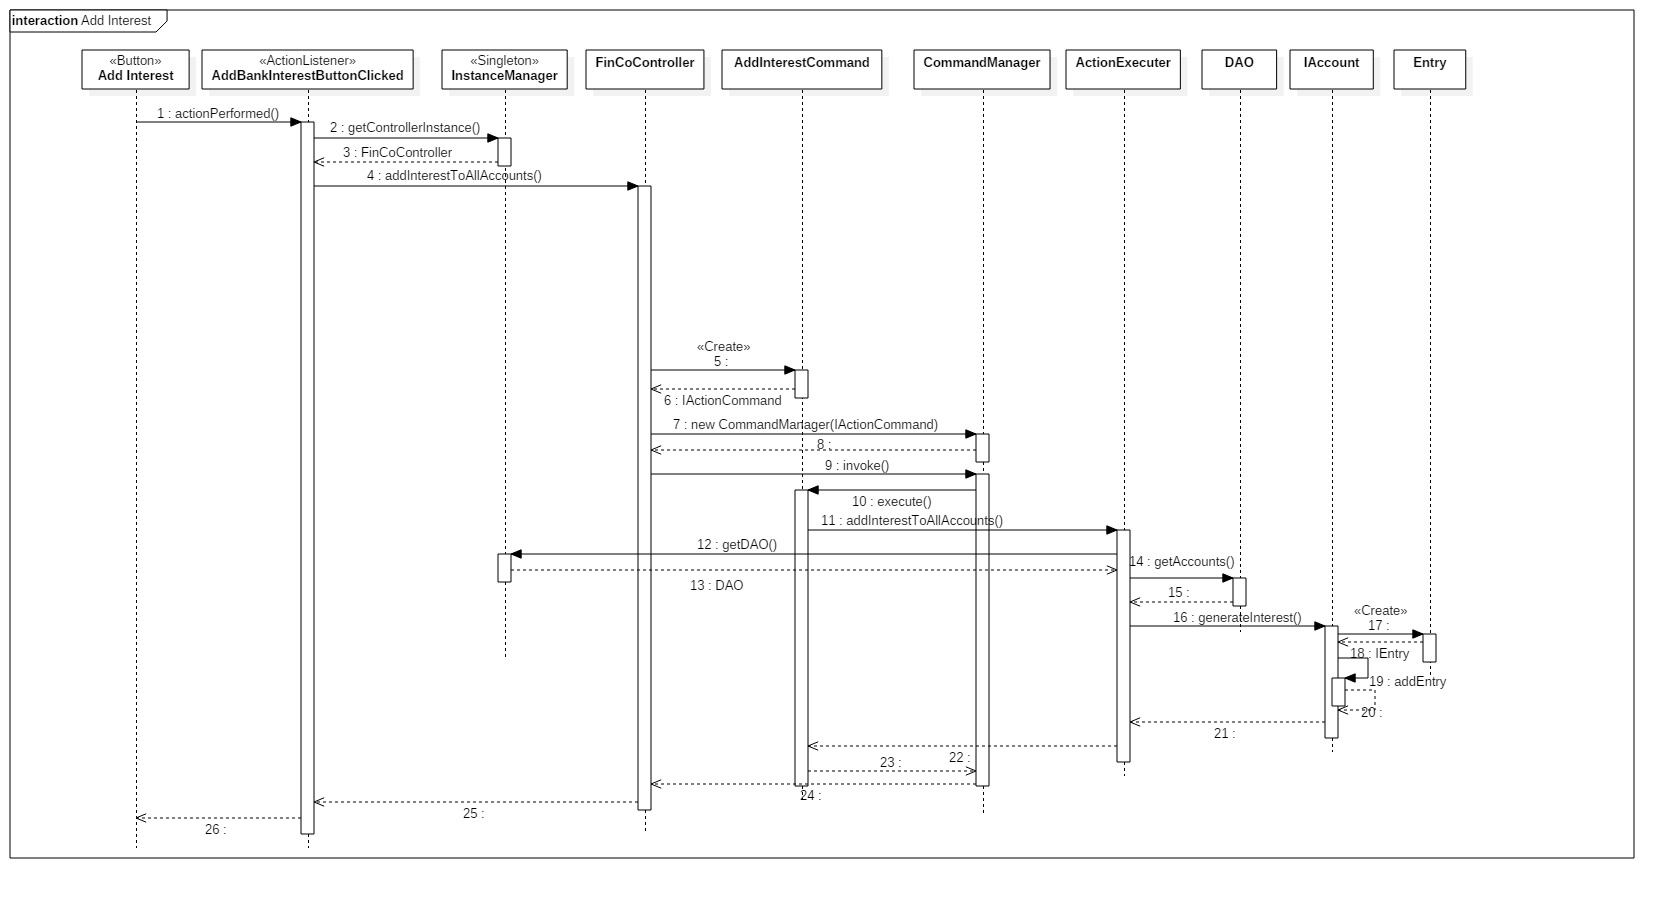 interaction Add Interest
«Button»
Add Interest
«ActionListener»
AddBankInterestButtonClicked
«Singleton»
InstanceManager
FinCoController
AddInterestCommand
CommandManager
ActionExecuter
DAO
IAccount
Entry
1 : actionPerformed()
2 : getControllerInstance()
3 : FinCoController
4 : addInterestToAllAccounts()
«Create»
5 :
6 : IActionCommand
7 : new CommandManager(IActionCommand)
8 :
9 : invoke()
10 : execute()
11 : addInterestToAllAccounts()
12 : getDAO()
13 : DAO
14 : getAccounts()
15 :
16 : generateInterest()
«Create»
17 :
18 : IEntry
19 : addEntry
20 :
21 :
22 :
23 :
24 :
25 :
26 :